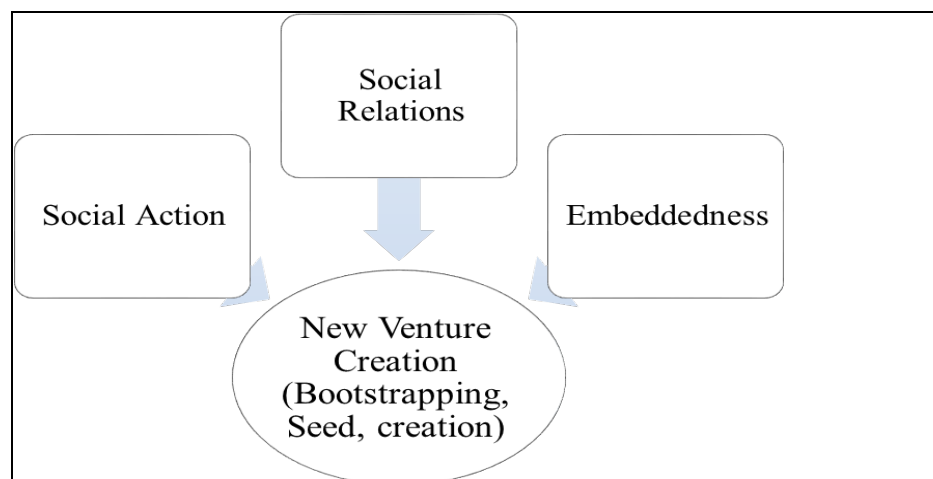 Social
Relations
Social Action
Embeddedness
New Venture
Creation
(Bootstrapping,
Seed, creation)